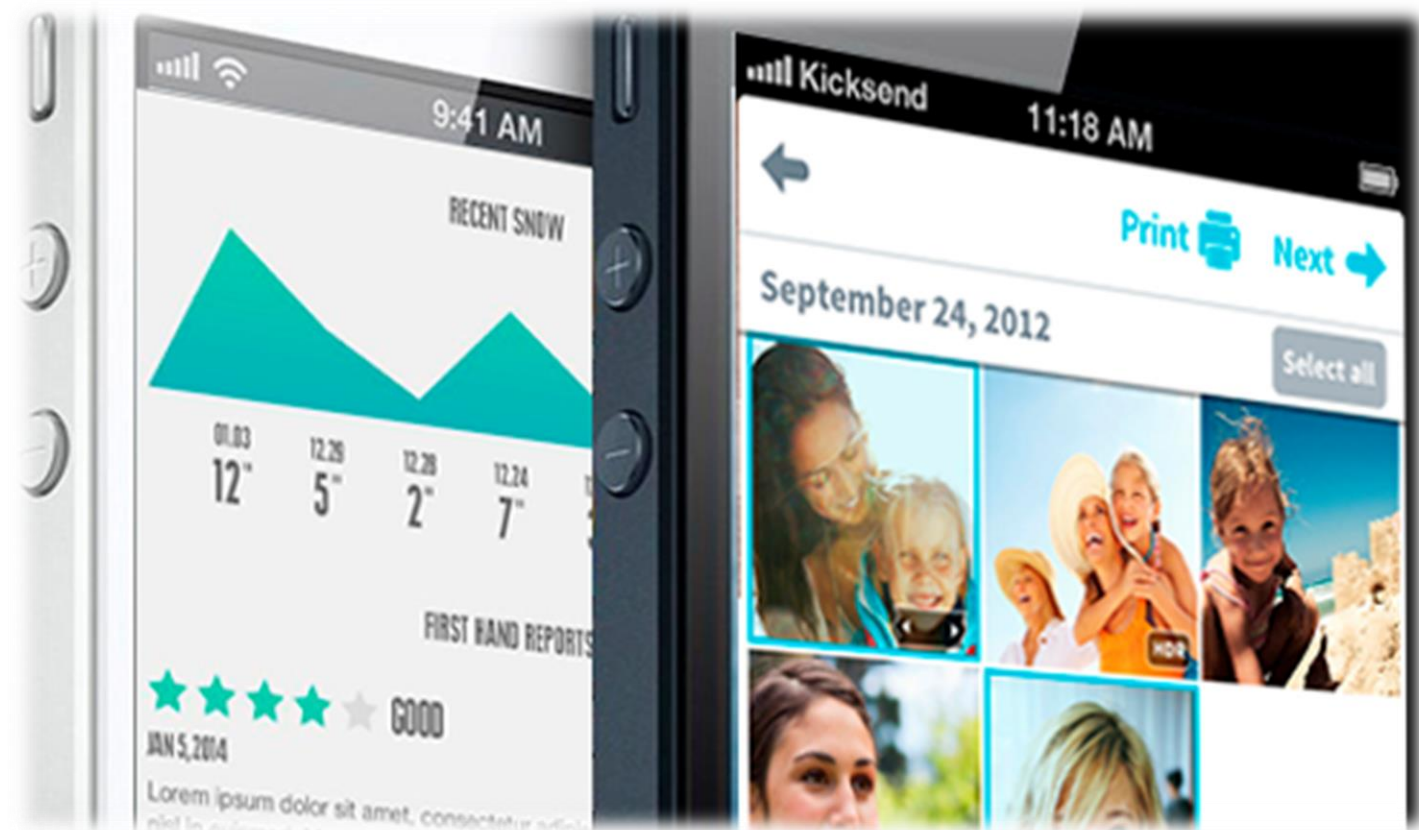 9:41 AM
RECENT SNOW
01.03 12.29 12.28 12.24
12" 5" 2" 7"
FIRST HAND REPORTS
GOOD
JAN 5, 2014
Lorem ipsum dolor sit amet, consectetur
Kicksend 11:18 AM
Print Next
September 24, 2012
Select all
HDR